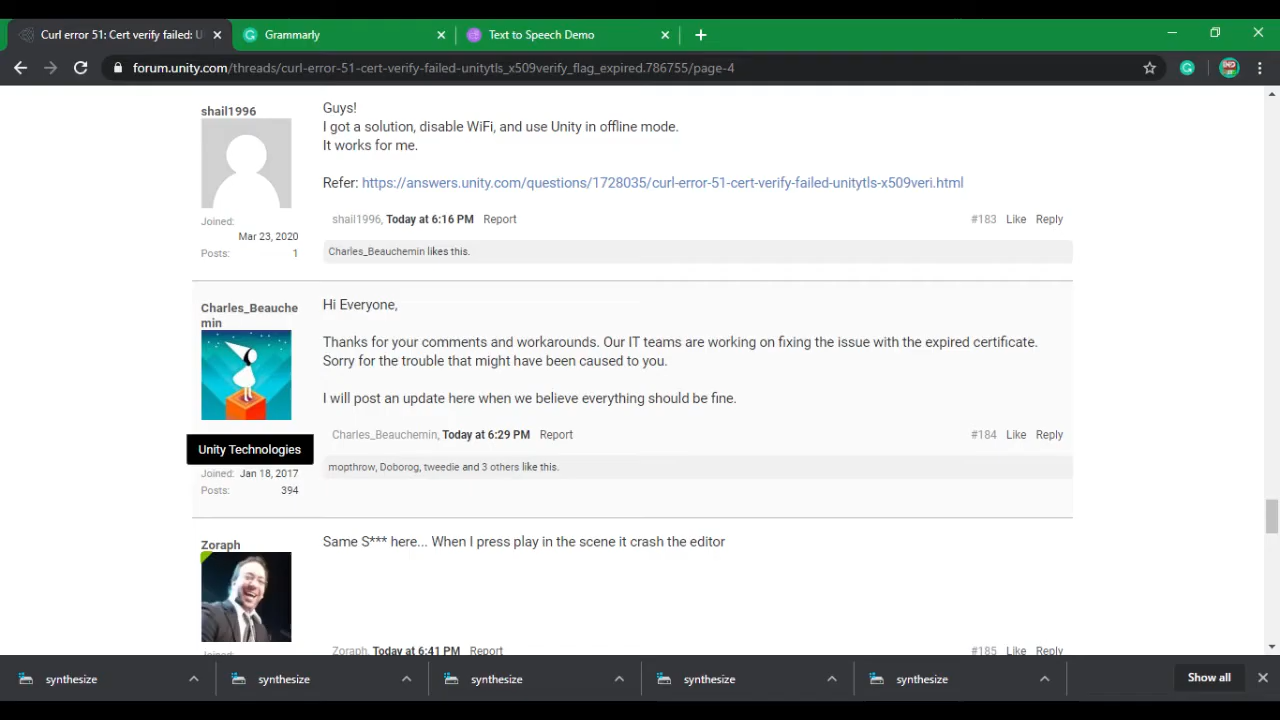 Curl error 51: Cert verify failed: U
Grammarly
Text to Speech Demo
forum.unity.com/threads/curl-error-51-cert-verify-failed-unitytls_x509verify_flag_expired.786755/page-4
shail1996
Joined:
Mar 23, 2020
Posts: 1
Guys!
I got a solution, disable WiFi, and use Unity in offline mode.
It works for me.
Refer: https://answers.unity.com/questions/1728035/curl-error-51-cert-verify-failed-unitytls-x509veri.html
shail1996, Today at 6:16 PM Report #183 Like Reply
Charles_Beauchemin likes this.
Charles_Beauche
min
Unity Technologies
Joined: Jan 18, 2017
Posts: 394
Hi Everyone,
Thanks for your comments and workarounds. Our IT teams are working on fixing the issue with the expired certificate.
Sorry for the trouble that might have been caused to you.
I will post an update here when we believe everything should be fine.
Charles_Beauchemin, Today at 6:29 PM Report #184 Like Reply
mopthrow, Doborog, tweedie and 3 others like this.
Zoraph
Same S*** here... When I press play in the scene it crash the editor
Zoraph, Today at 6:41 PM Report #185 Like Reply
synthesize synthesize synthesize synthesize synthesize Show all